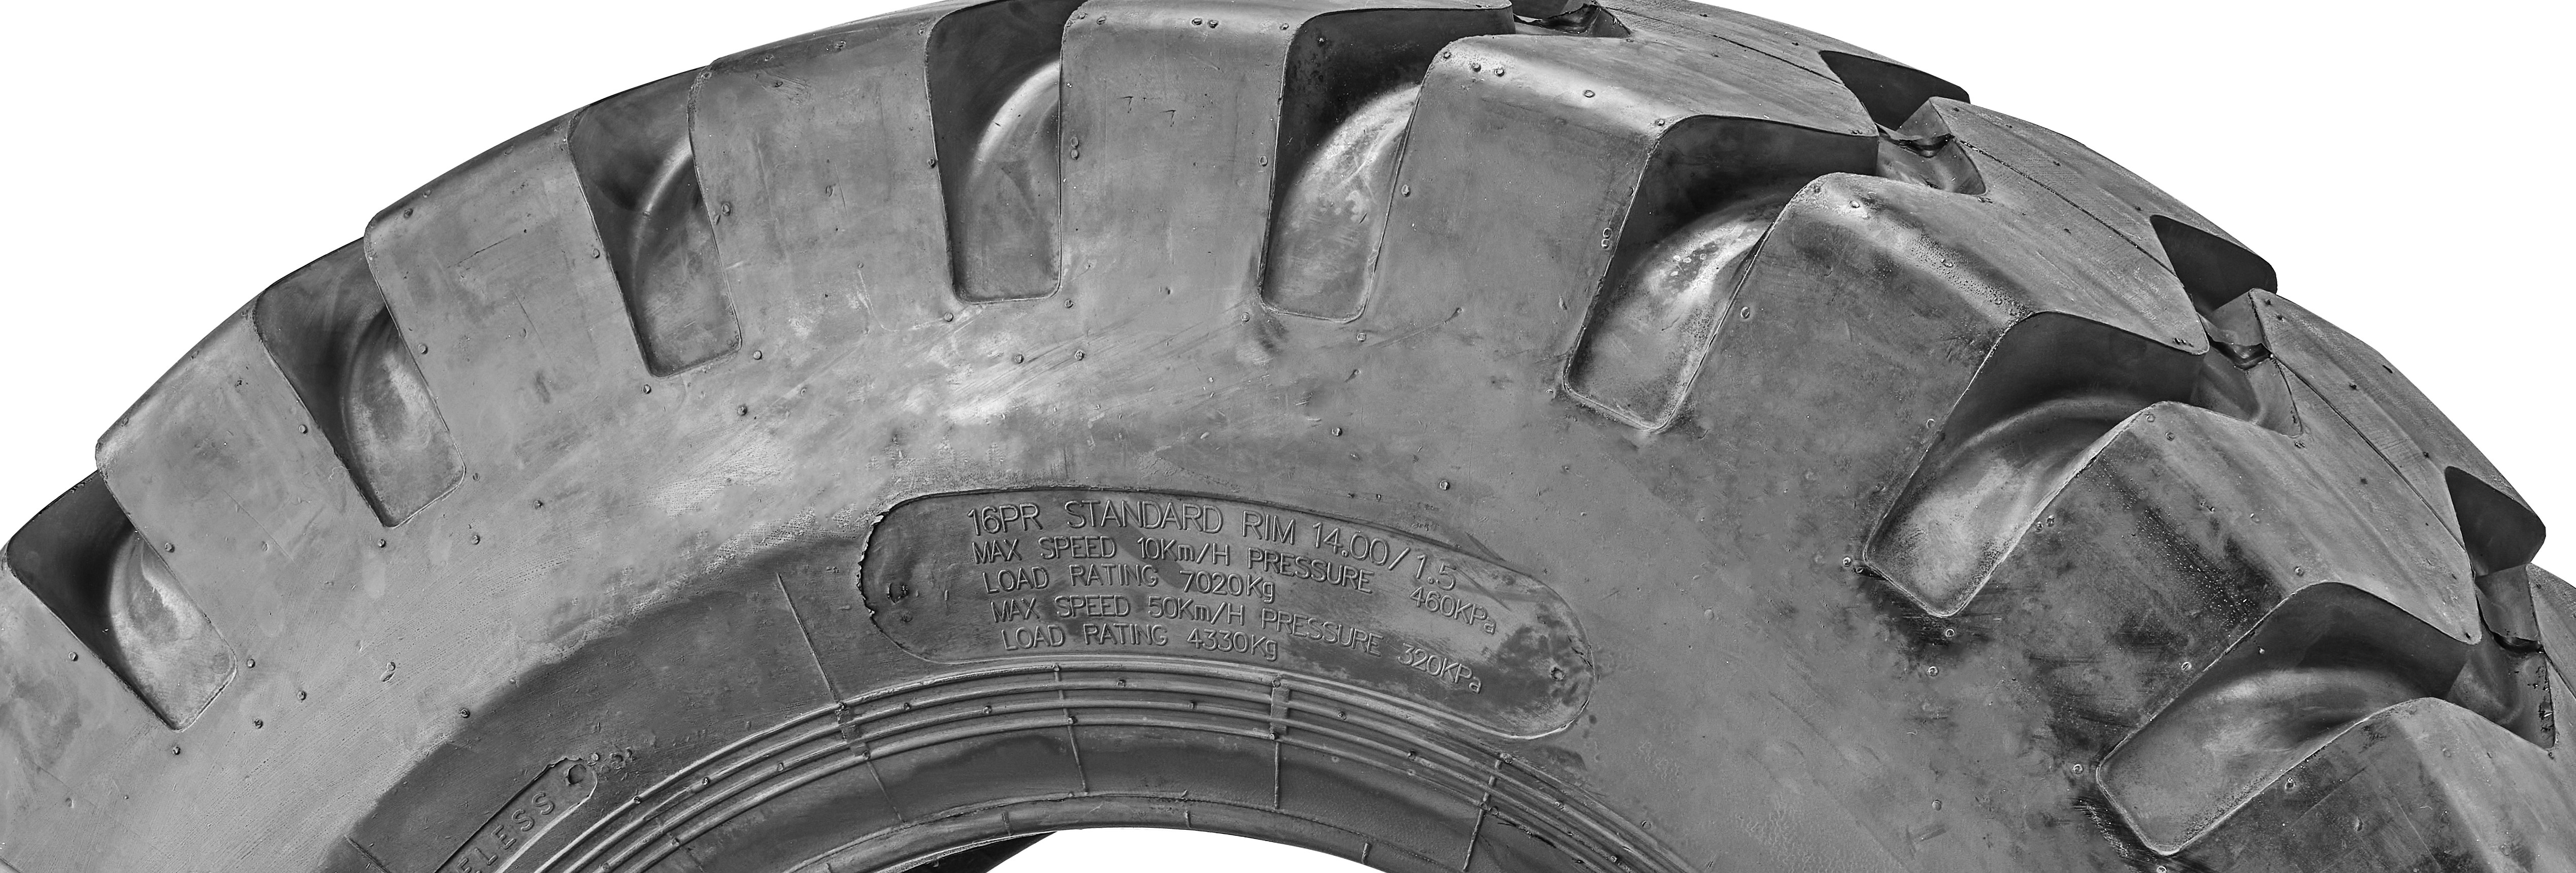 16PR STANDARD RIM 14.00/1.5
MAX SPEED 10Km/H PRESSURE 460KPa
LOAD RATING 7020Kg
MAX SPEED 50Km/H PRESSURE 320KPa
LOAD RATING 4330Kg
ELESS